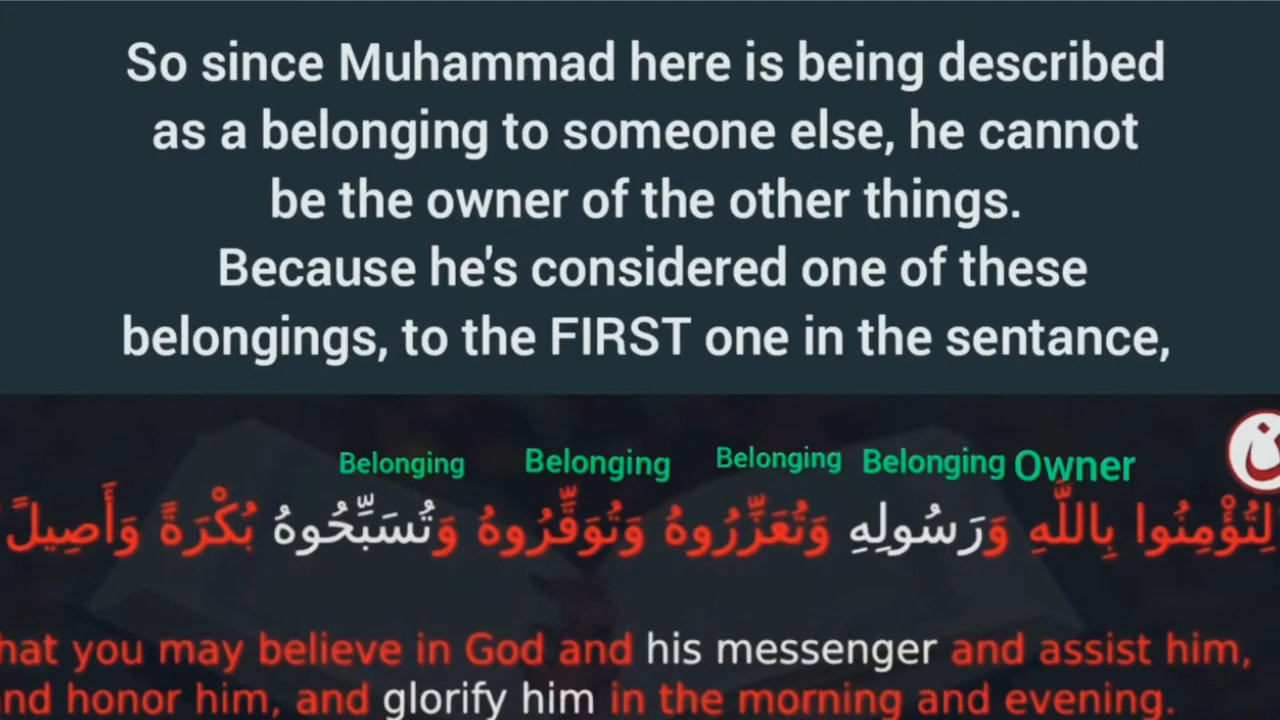 So since Muhammad here is being described
as a belonging to someone else, he cannot
be the owner of the other things.
Because he's considered one of these
belongings, to the FIRST one in the sentance,
Belonging Belonging Belonging Belonging Owner
لِتُؤْمِنُوا بِاللَّهِ وَرَسُولِهِ وَتُعَزِّرُوهُ وَتُوَقِّرُوهُ وَتُسَبِّحُوهُ بُكْرَةً وَأَصِيلً
ن
hat you may believe in God and his messenger and assist him,
nd honor him, and glorify him in the morning and evening.